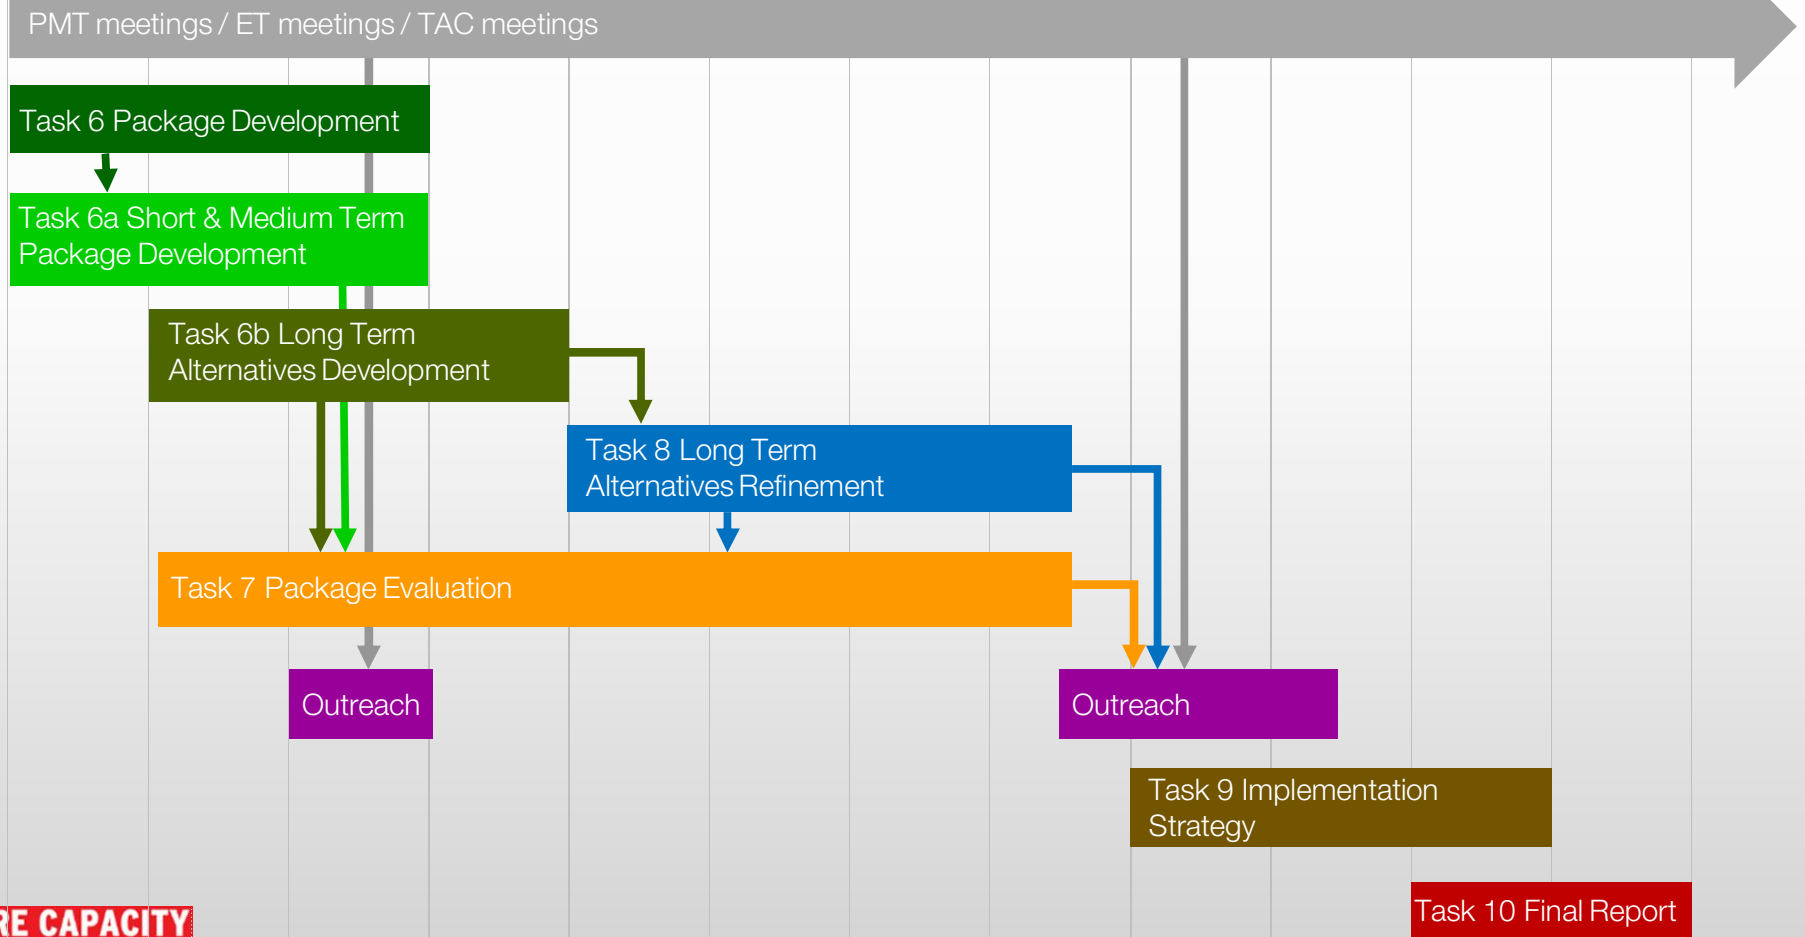 PMT meetings / ET meetings / TAC meetings
Task 6 Package Development
Task 6a Short & Medium Term
Package Development
Task 6b Long Term
Alternatives Development
Task 8 Long Term
Alternatives Refinement
Task 7 Package Evaluation
Outreach
Outreach
Task 9 Implementation
Strategy
Task 10 Final Report
CAPACITY